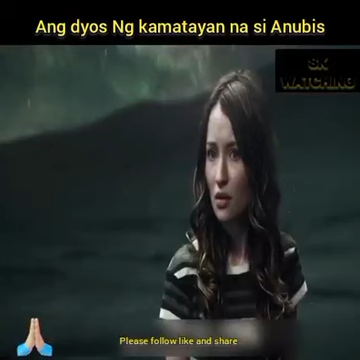 Ang dyos Ng kamatayan na si Anubis
SK
WATCHING
Please follow like and share